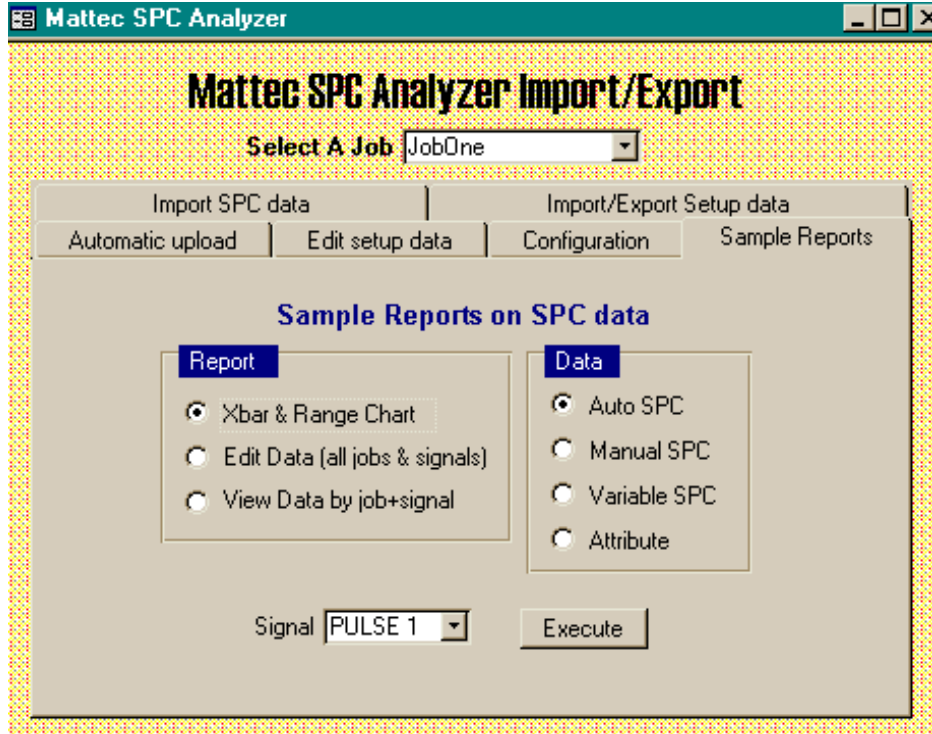 Mattec SPC Analyzer
Mattec SPC Analyzer Import/Export
Select A Job JobOne
Import SPC data Import/Export Setup data
Automatic upload Edit setup data Configuration Sample Reports
Sample Reports on SPC data
Report
Xbar & Range Chart
Edit Data (all jobs & signals)
View Data by job+signal
Data
Auto SPC
Manual SPC
Variable SPC
Attribute
Signal PULSE 1 Execute